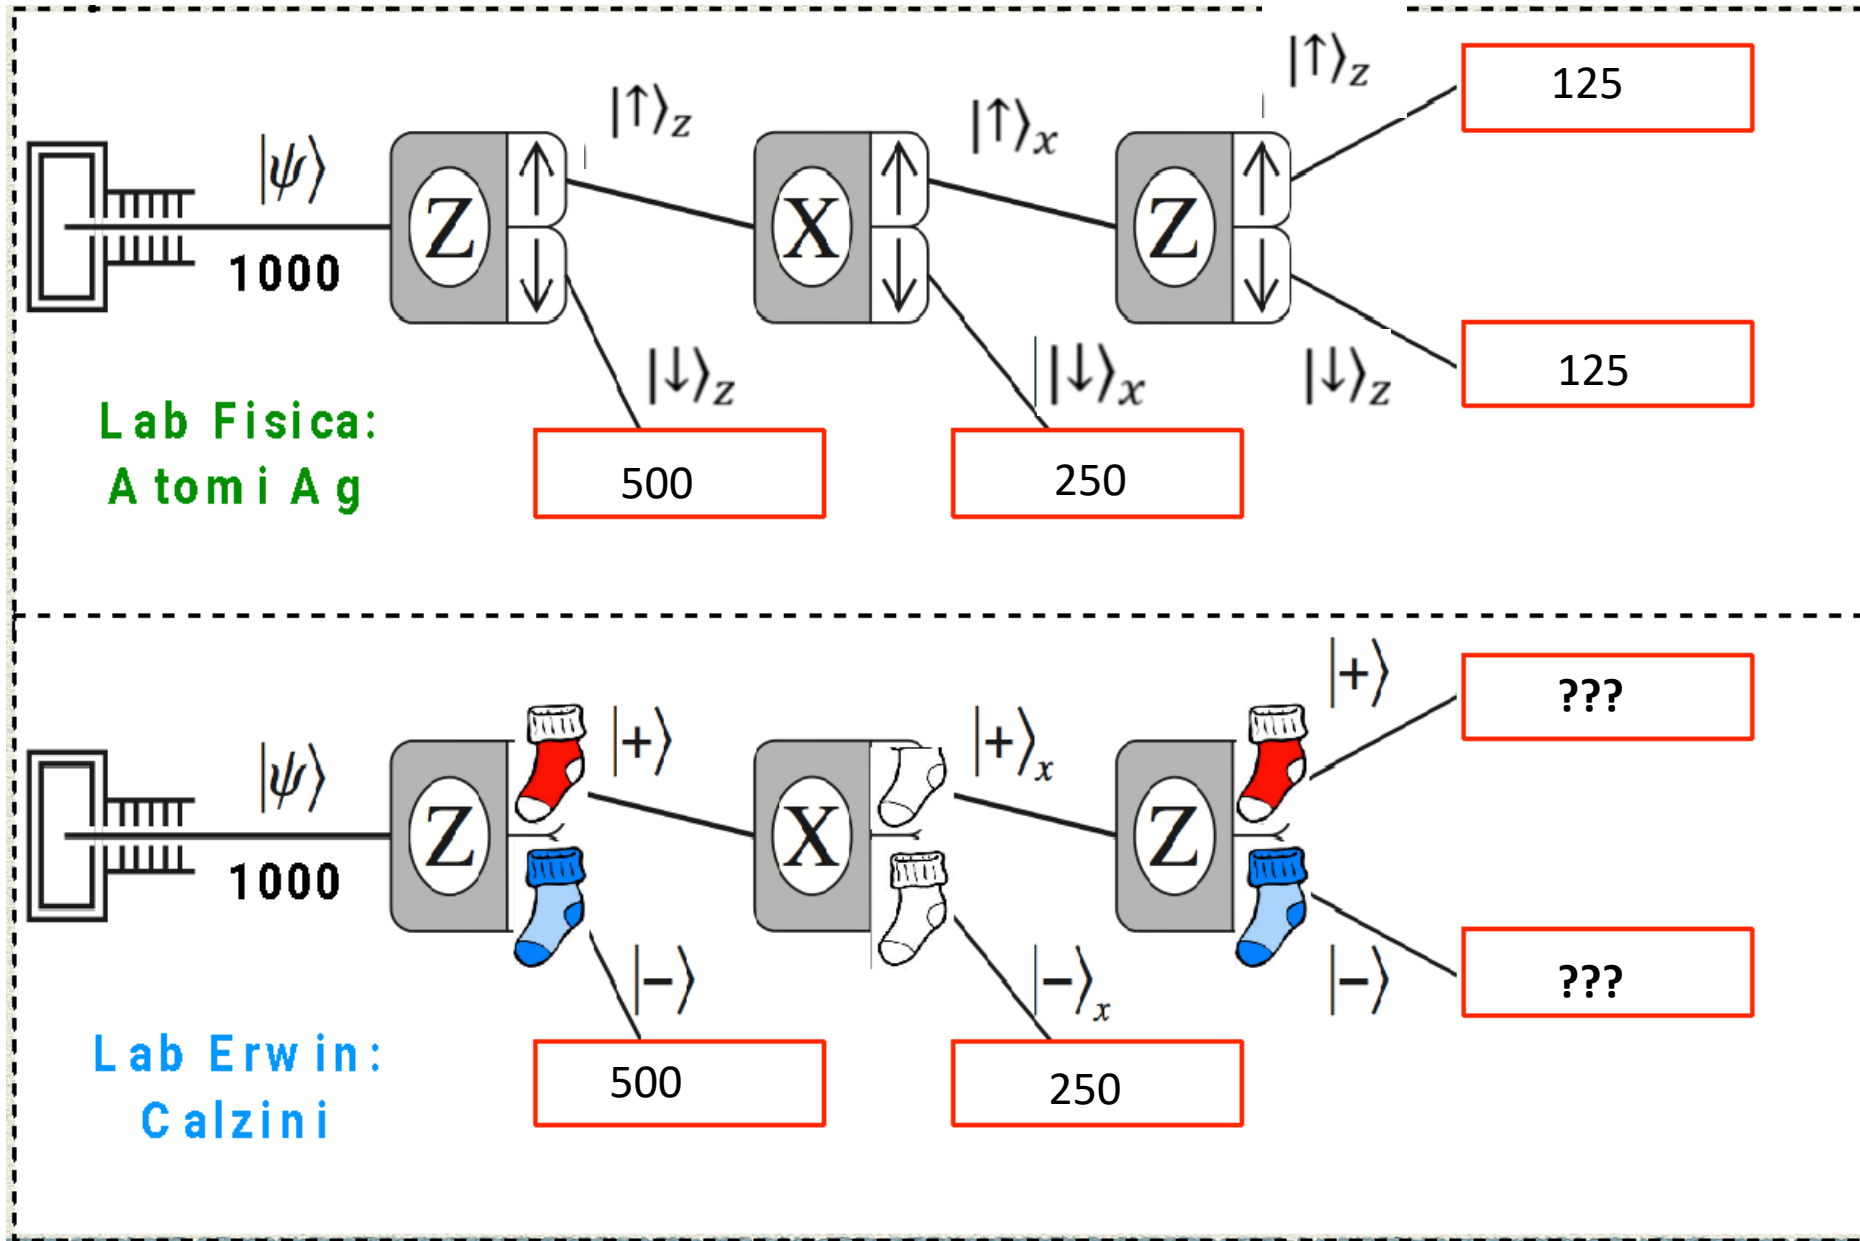 |↑⟩z
125
|↑⟩z
|↑⟩x
|ψ⟩
Z
X
Z
1000
|↓⟩z
|↓⟩x
|↓⟩z
125
Lab Fisica:
Atomi Ag
500
250
|+⟩
???
|+⟩
|+⟩x
|ψ⟩
Z
X
Z
1000
|−⟩
|−⟩x
|−⟩
???
Lab Erwin:
Calzini
500
250